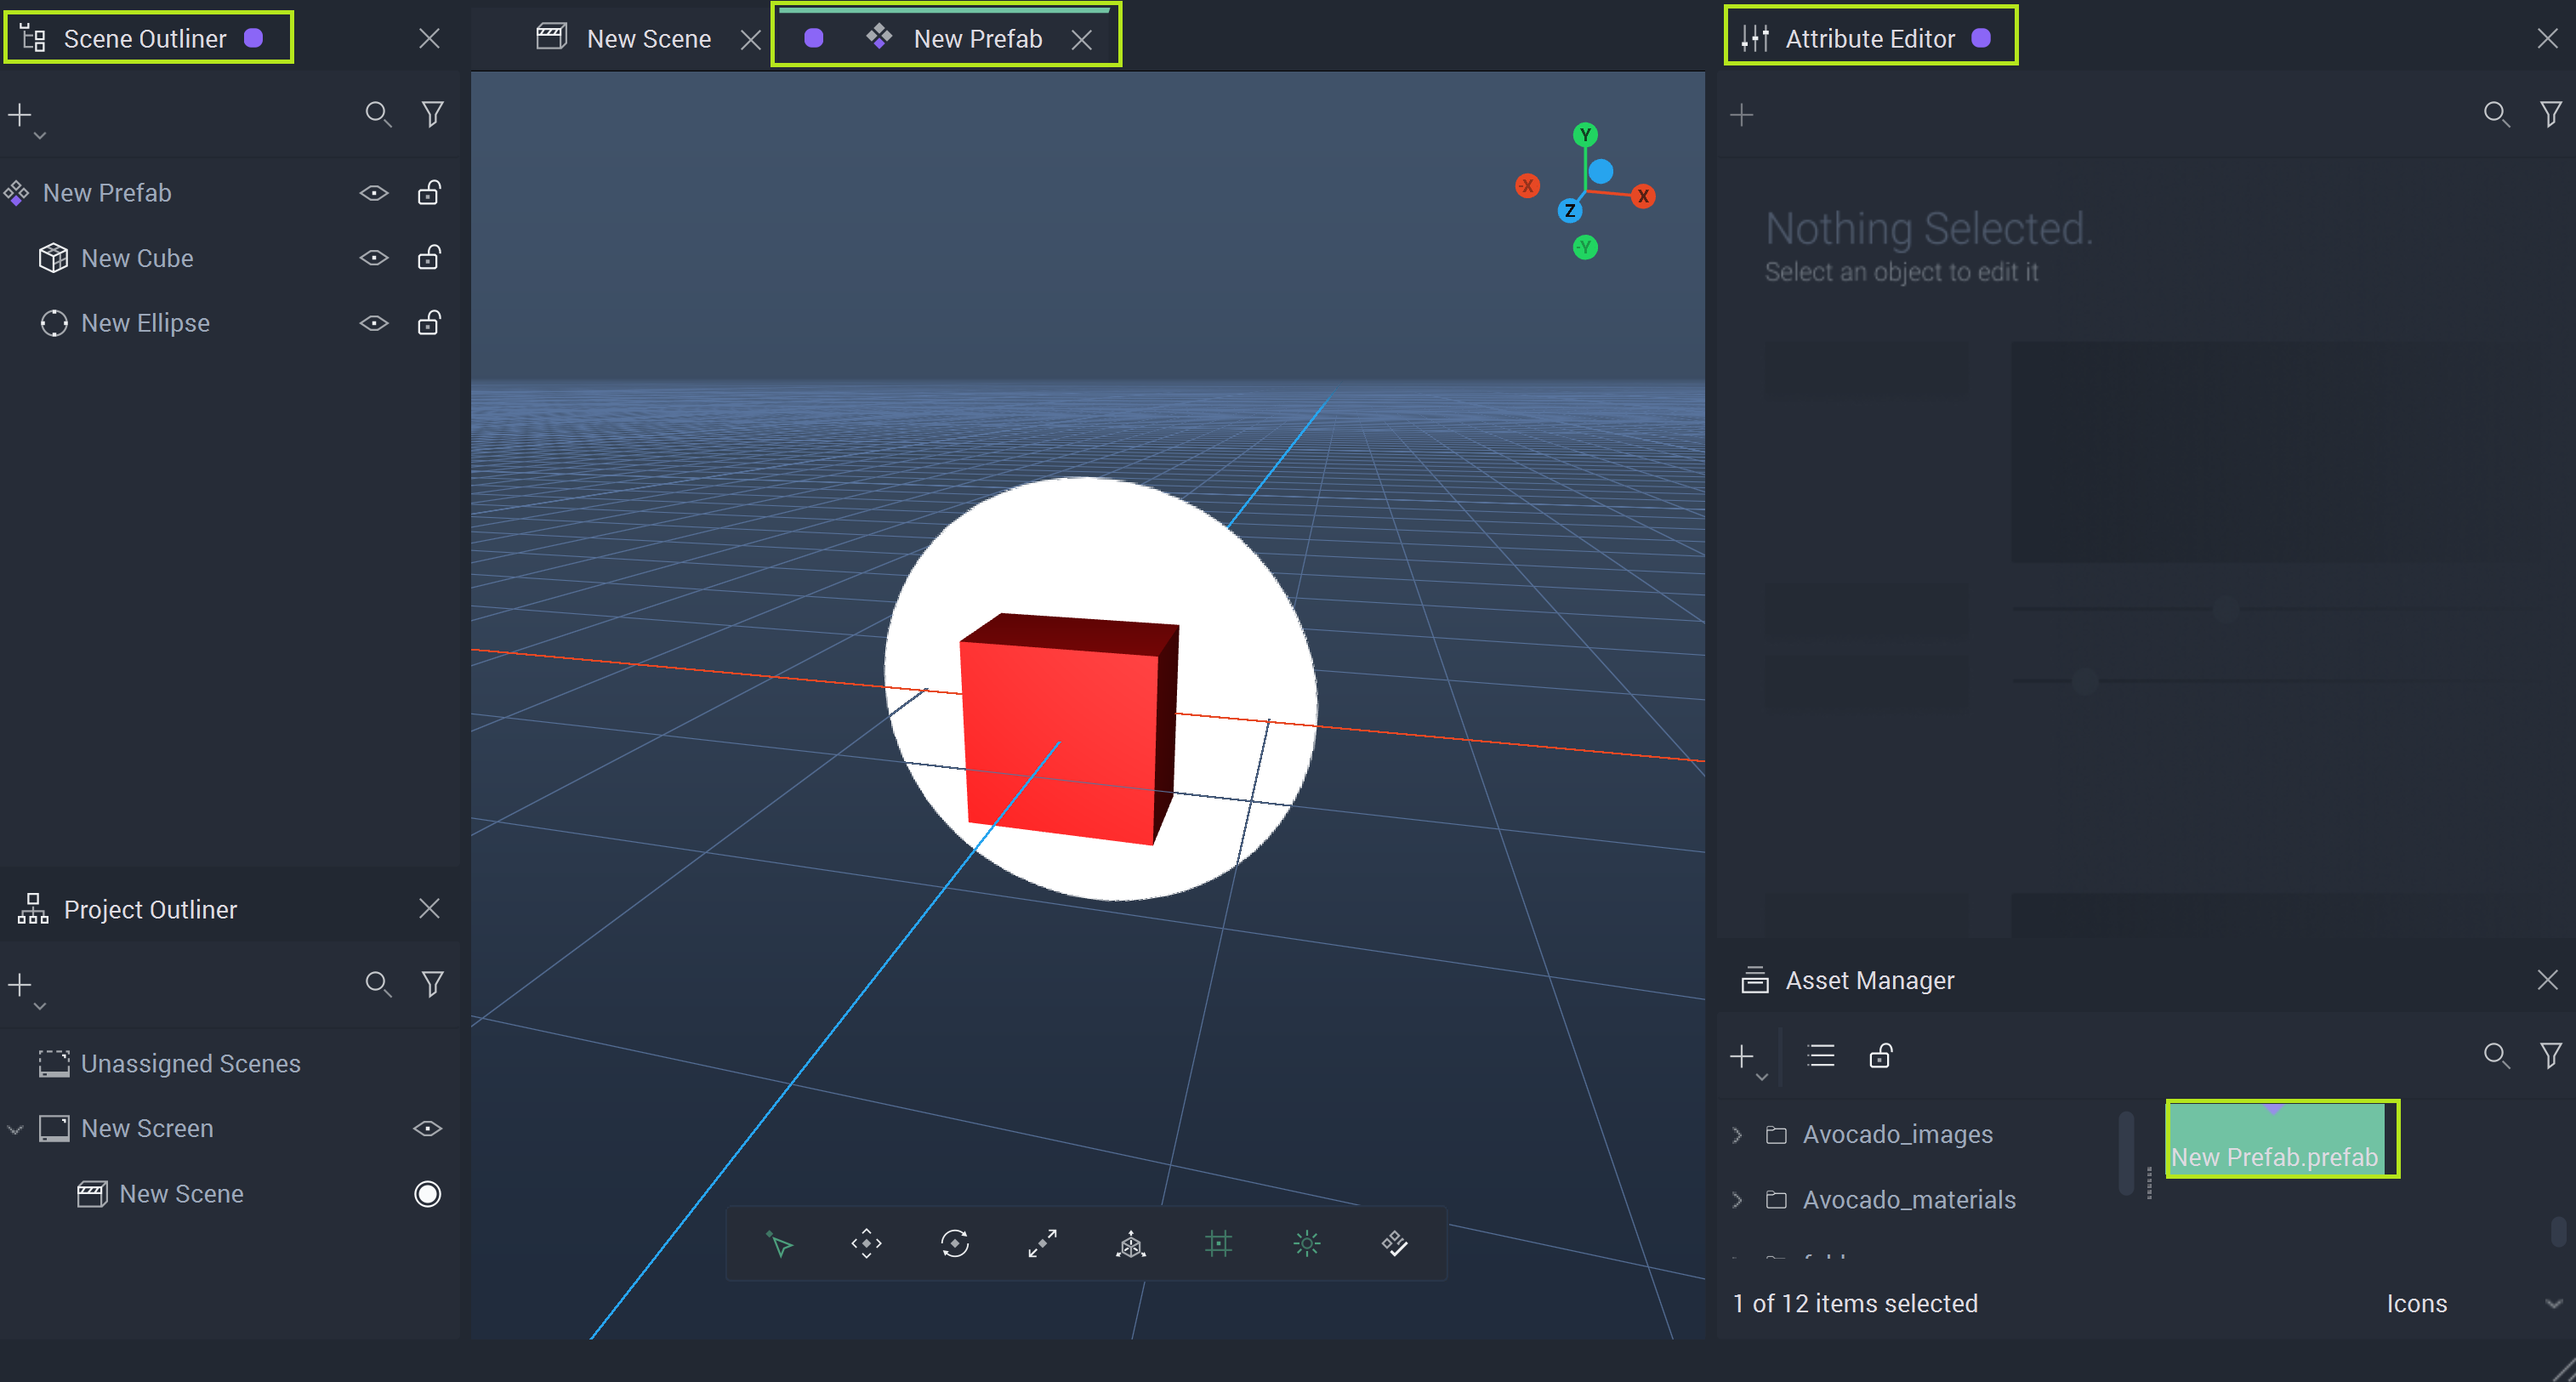 Scene Outliner
New Prefab
New Cube
New Ellipse
Project Outliner
Unassigned Scenes
New Screen
New Scene
New Scene
New Prefab
Y
-X
X
Z
-Y
Attribute Editor
Nothing Selected.
Select an object to edit it
Asset Manager
Avocado_images
Avocado_materials
New Prefab.prefab
1 of 12 items selected
Icons